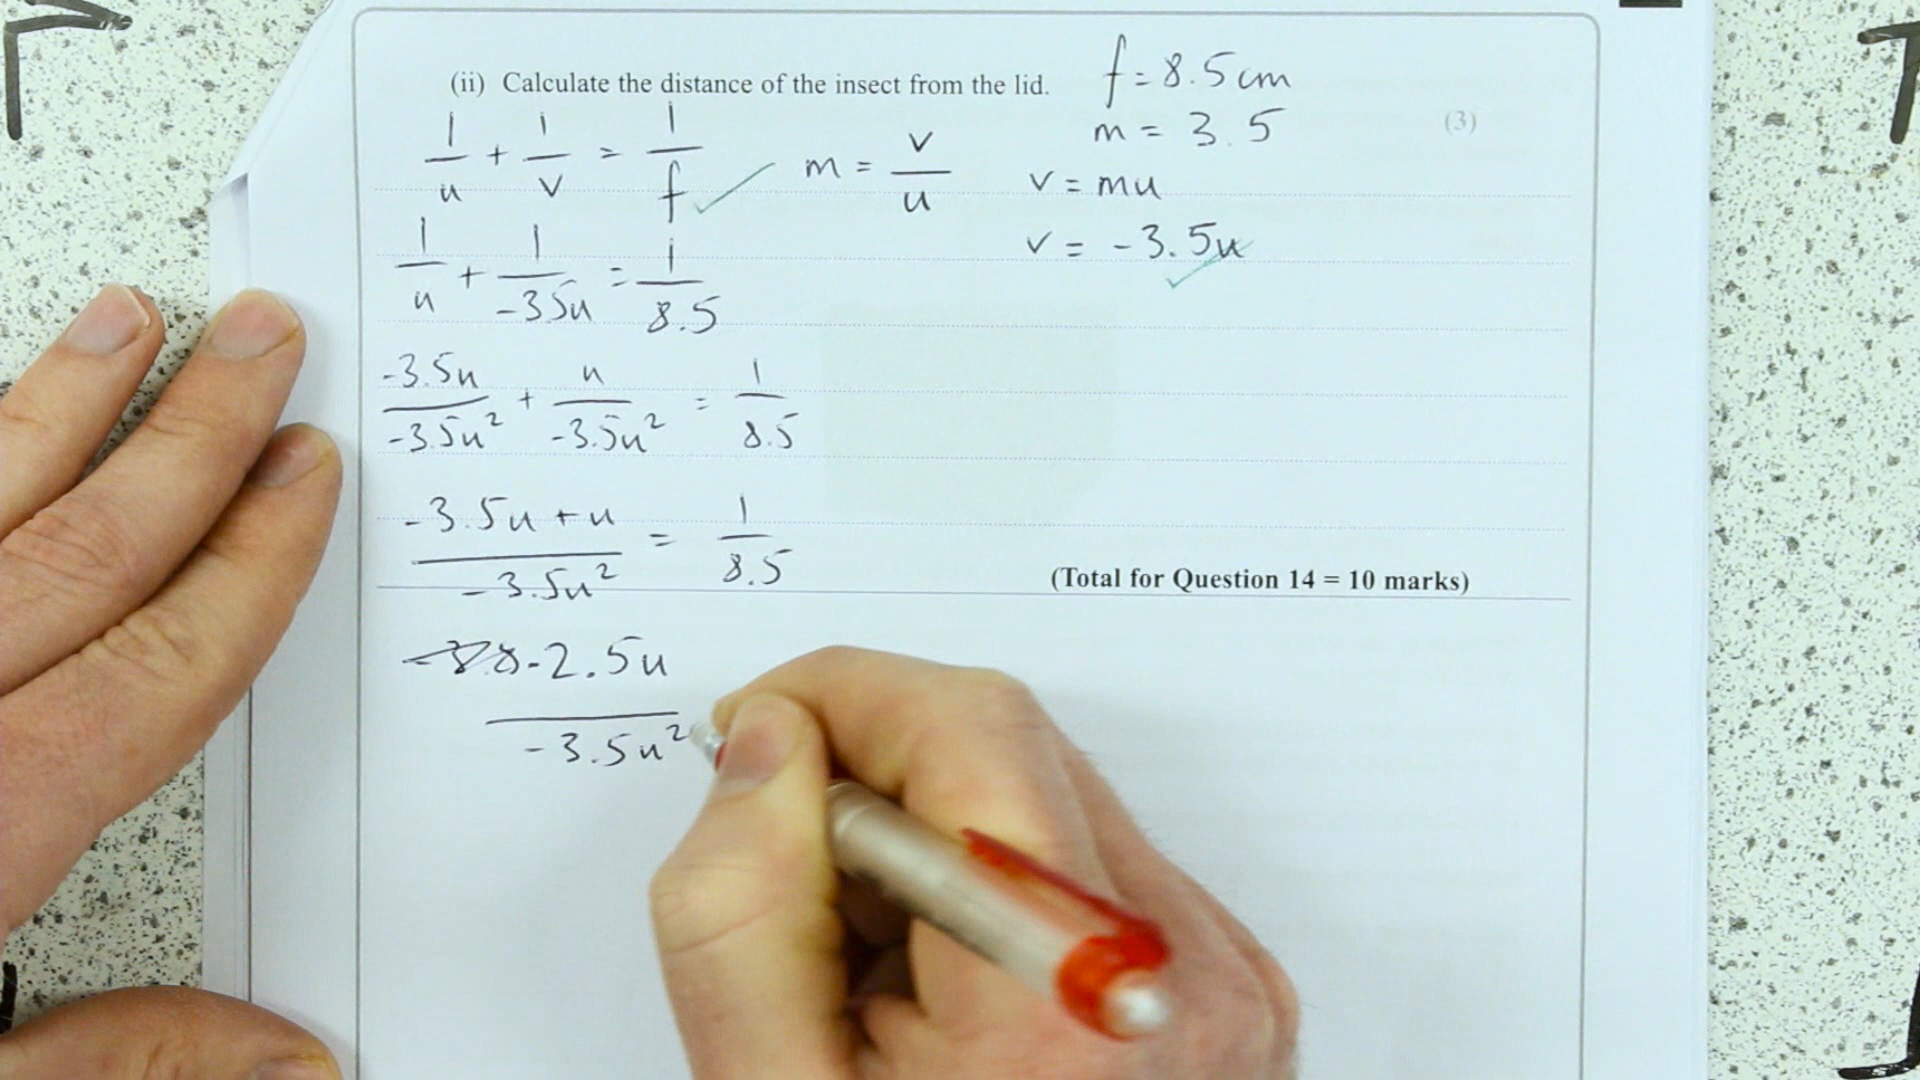 (ii) Calculate the distance of the insect from the lid.
f = 8.5 cm
(3)
1/u + 1/v = 1/f
m = v/u
m = 3.5
v = mu
v = -3.5u
1/u + 1/-3.5u = 1/8.5
-3.5u/-3.5u² + u/-3.5u² = 1/8.5
-3.5u + u/-3.5u² = 1/8.5
(Total for Question 14 = 10 marks)
-2.5u/-3.5u²